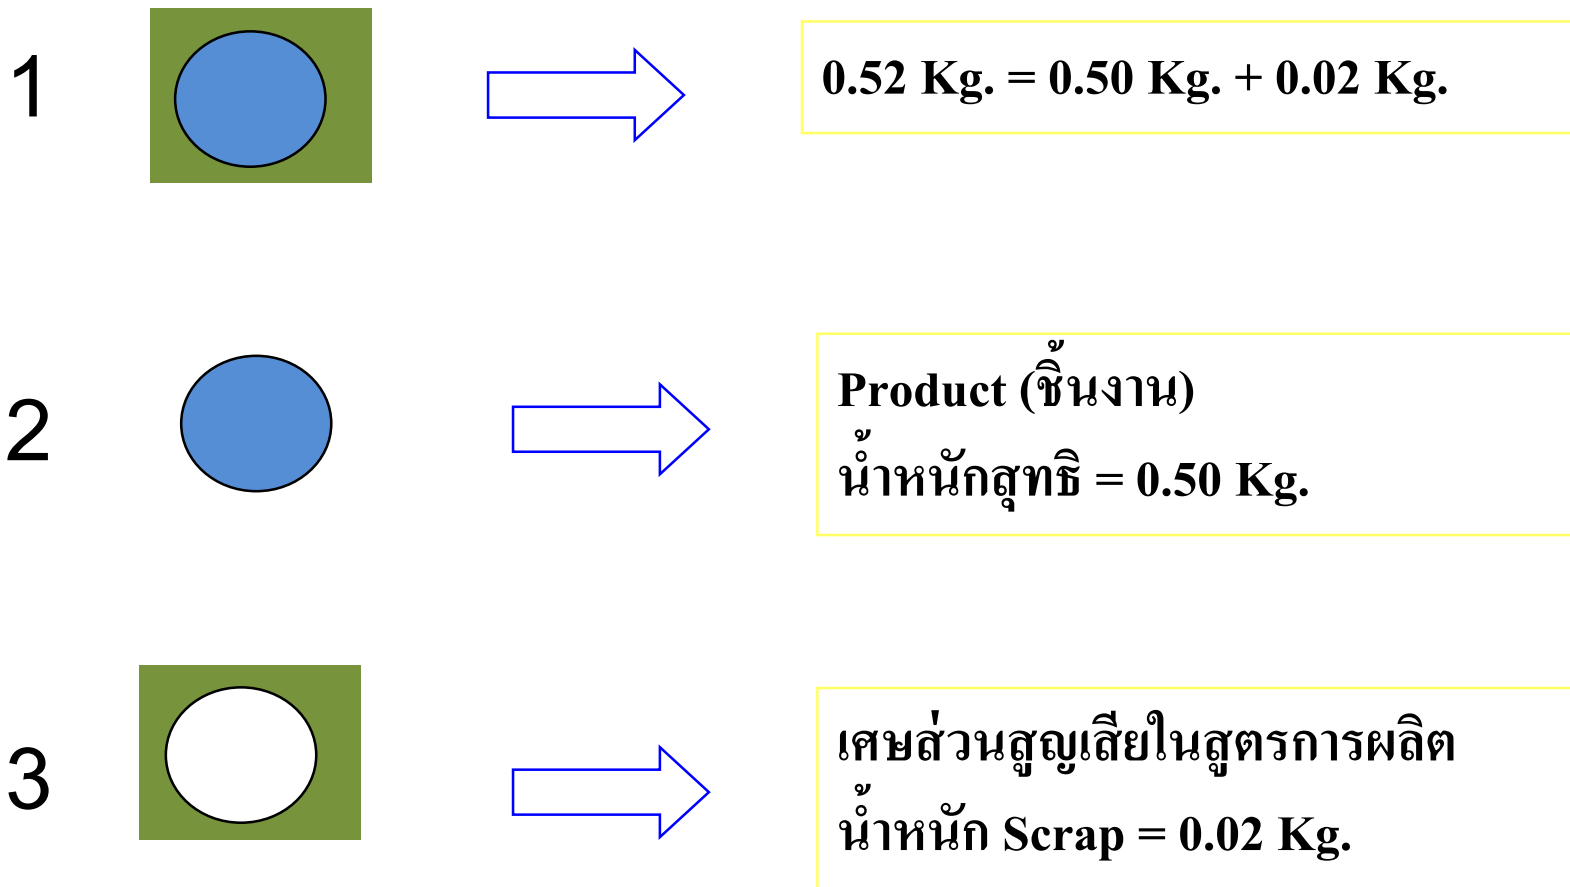 1
0.52 Kg. = 0.50 Kg. + 0.02 Kg.
2
Product (ชิ้นงาน)
น้ำหนักสุทธิ = 0.50 Kg.
3
เศษส่วนสูญเสียในสูตรการผลิต
น้ำหนัก Scrap = 0.02 Kg.